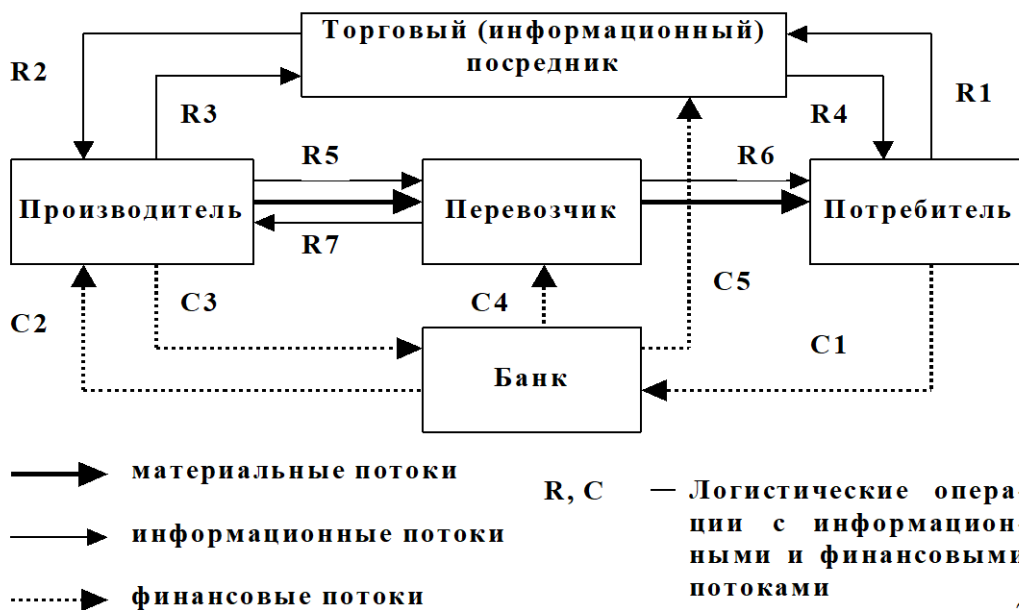 Торговый (информационный)
посредник
R2
R3
R4
R1
R5
R6
Производитель
Перевозчик
Потребитель
R7
C3
C2
C4
C5
C1
Банк
материальные потоки
R, C — Логистические опера-
ции с информацион-
ными и финансовыми
потоками
информационные потоки
финансовые потоки